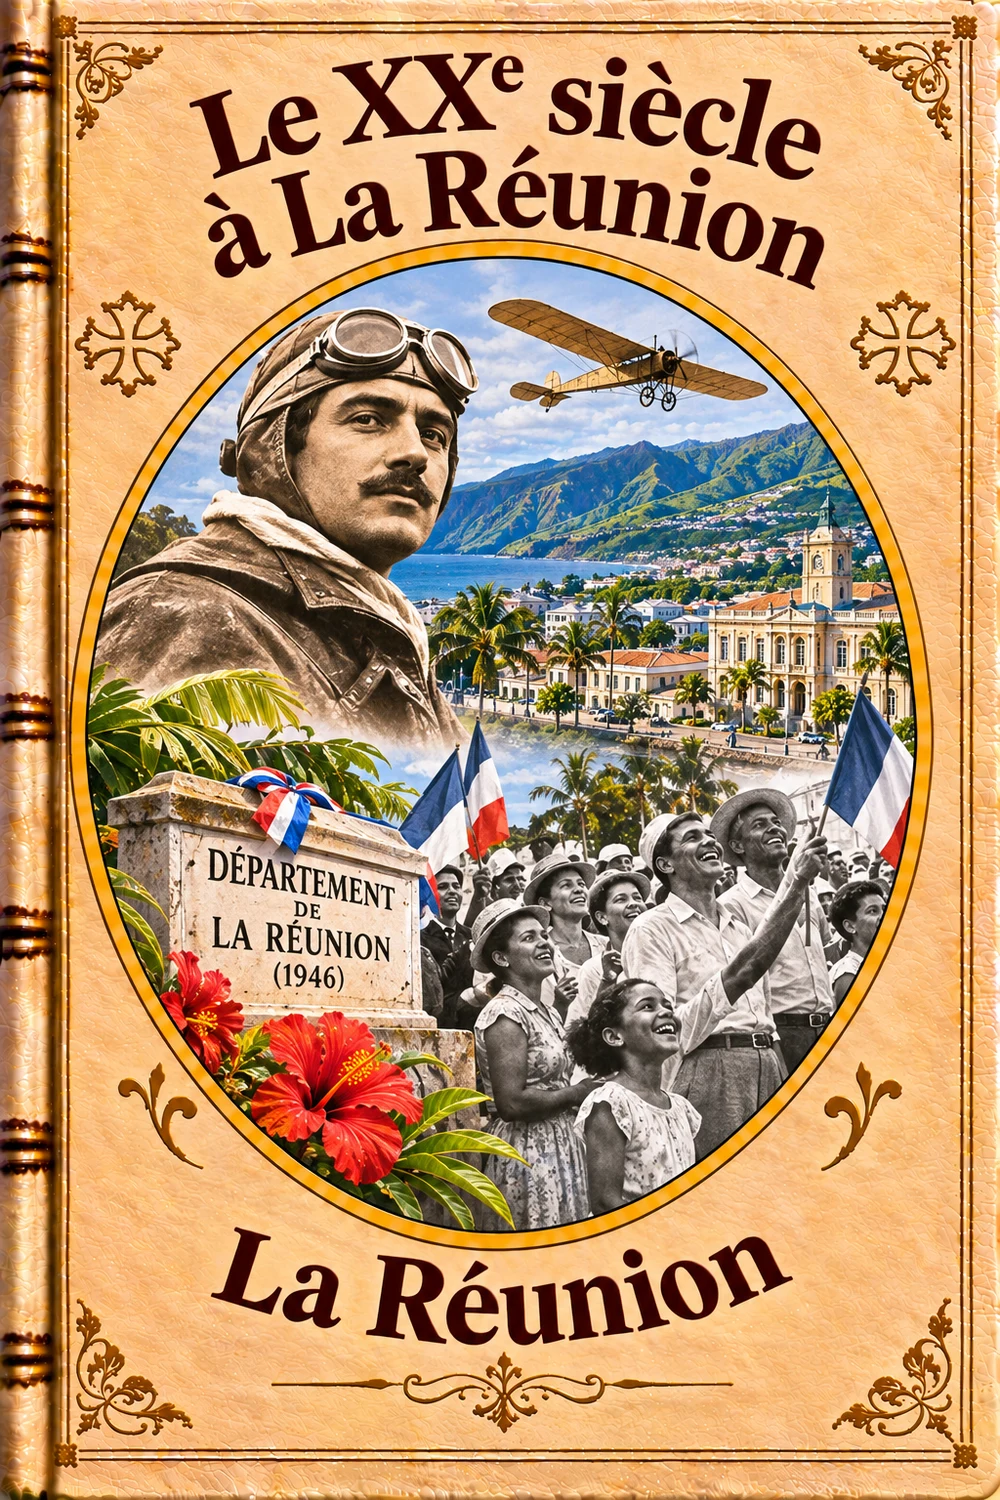 Le XXe siècle
à La Réunion
DÉPARTEMENT
DE
LA RÉUNION
(1946)
La Réunion